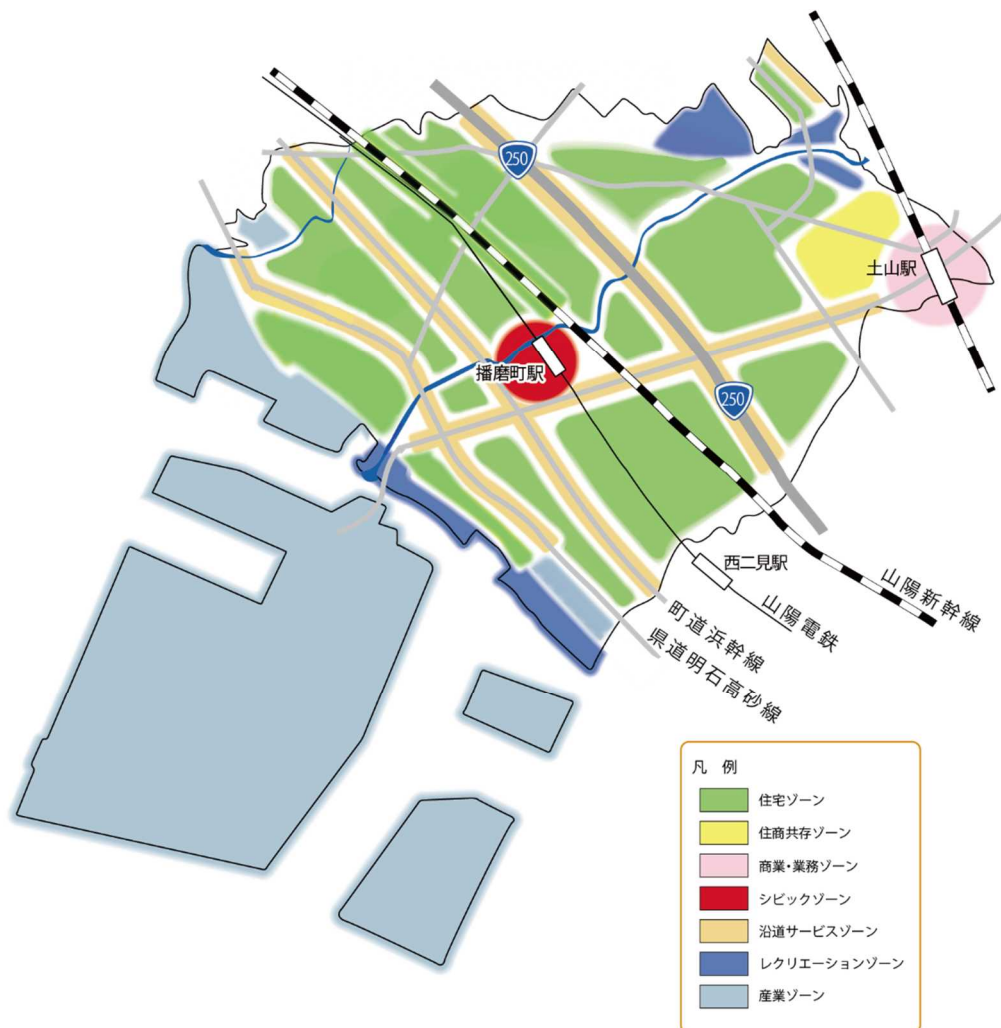 250
土山駅
播磨町駅
250
西二見駅
山陽新幹線
山陽電鉄
町道浜幹線
県道明石高砂線
凡 例
住宅ゾーン
住商共存ゾーン
商業・業務ゾーン
シビックゾーン
沿道サービスゾーン
レクリエーションゾーン
産業ゾーン